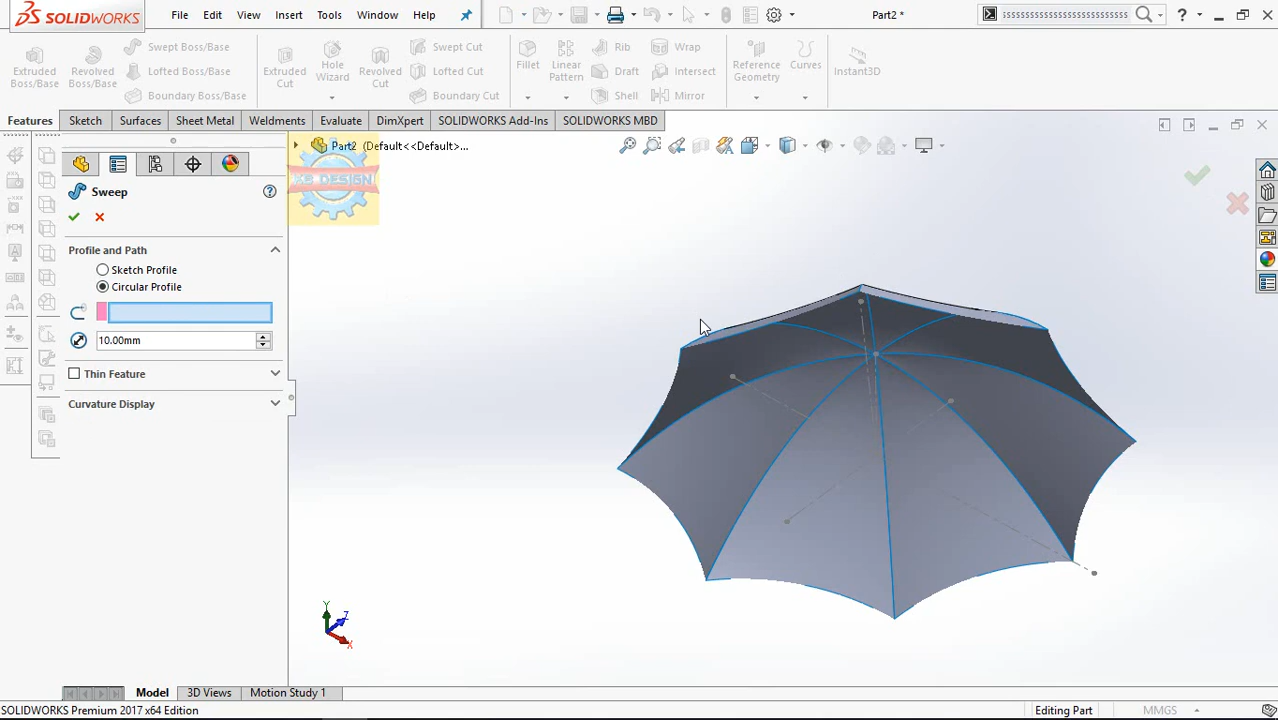 SOLIDWORKS File Edit View Insert Tools Window Help Part2 * ?
Extruded Boss/Base Revolved Boss/Base Swept Boss/Base Lofted Boss/Base Boundary Boss/Base Extruded Cut Hole Wizard Revolved Cut Swept Cut Lofted Cut Boundary Cut Fillet Linear Pattern Rib Draft Shell Wrap Intersect Mirror Reference Geometry Curves Instant3D
Features Sketch Surfaces Sheet Metal Weldments Evaluate DimXpert SOLIDWORKS Add-Ins SOLIDWORKS MBD
Part2 (Default<<Default>...
KB DESIGN
Sweep
Profile and Path
Sketch Profile
Circular Profile
10.00mm
Thin Feature
Curvature Display
Y
Z
X
Model 3D Views Motion Study 1
SOLIDWORKS Premium 2017 x64 Edition Editing Part MMGS